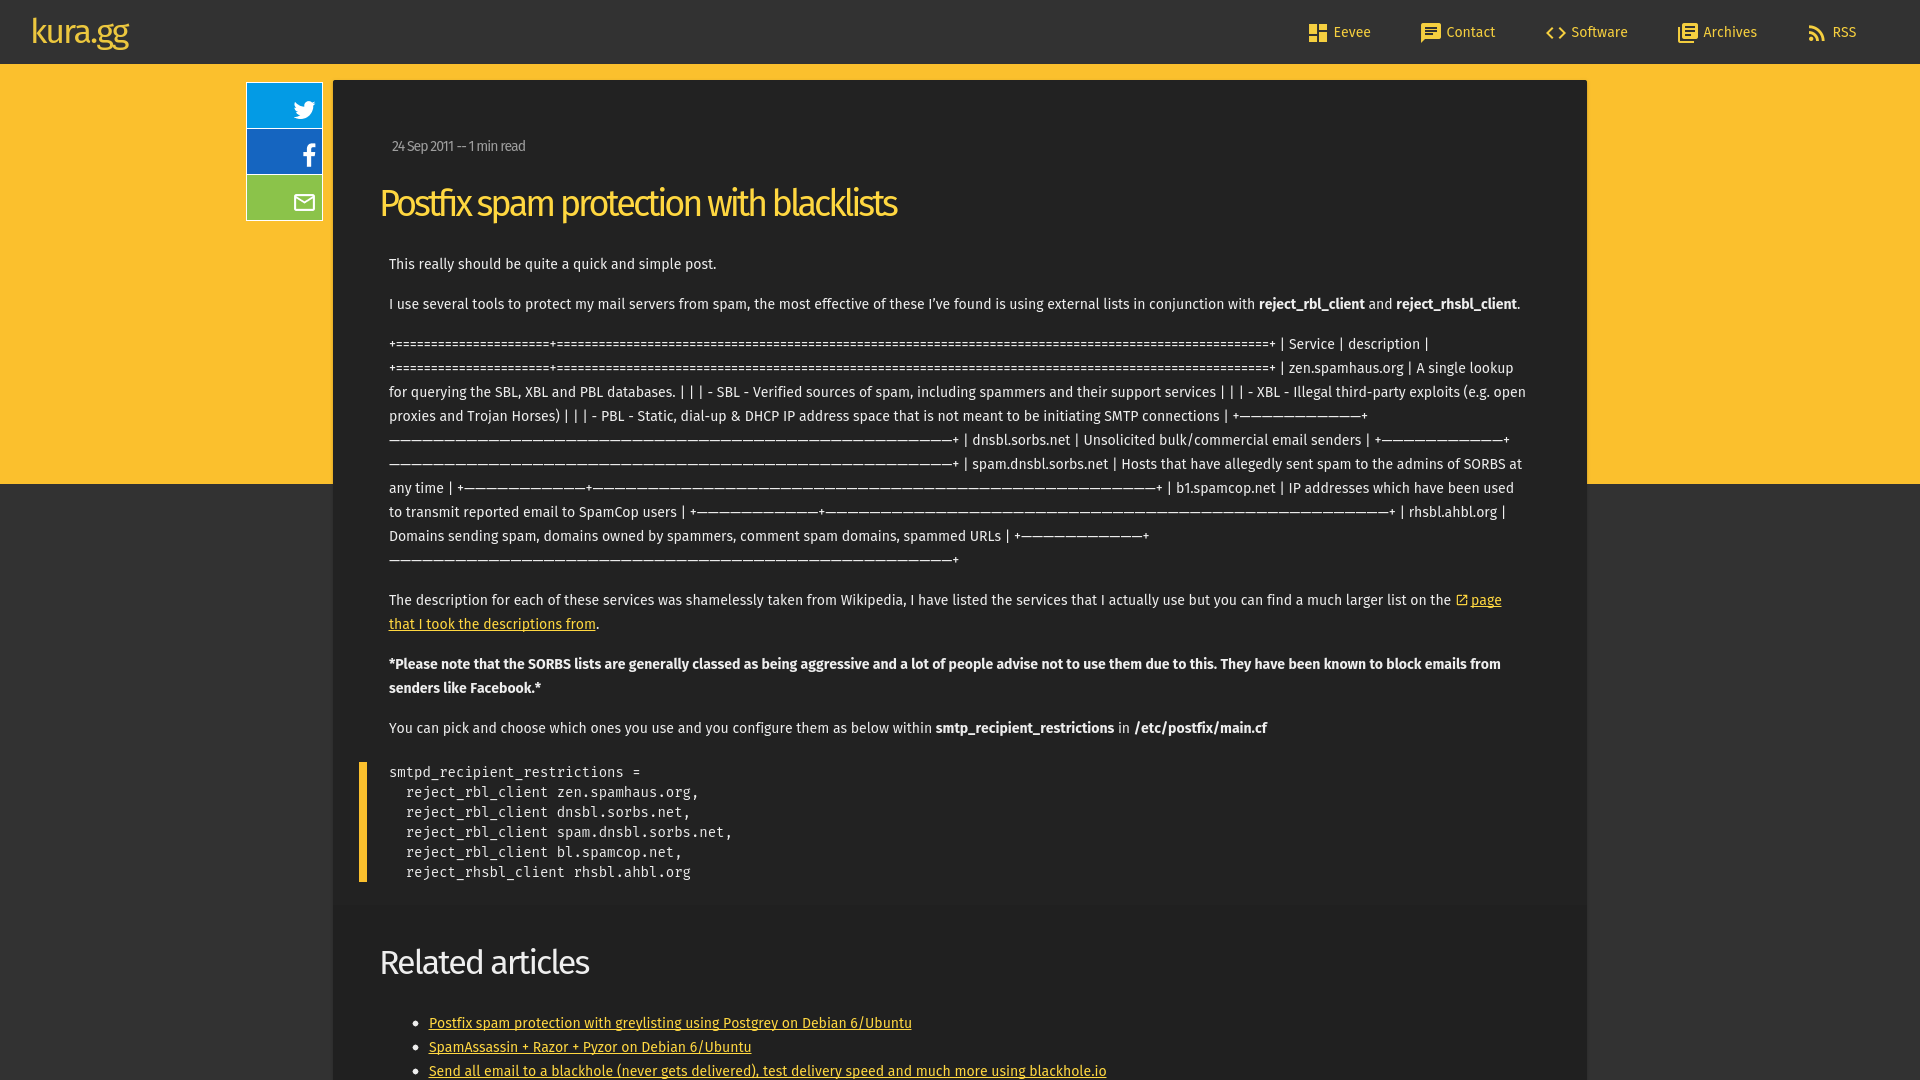 kura.gg
Eevee
Contact
Software
Archives
RSS
24 Sep 2011 -- 1 min read
Postfix spam protection with blacklists
This really should be quite a quick and simple post.
I use several tools to protect my mail servers from spam, the most effective of these I’ve found is using external lists in conjunction with reject_rbl_client and reject_rhsbl_client.
+======================+======================================================================================================+ | Service | description |
+======================+======================================================================================================+ | zen.spamhaus.org | A single lookup
for querying the SBL, XBL and PBL databases. | | | - SBL - Verified sources of spam, including spammers and their support services | | | - XBL - Illegal third-party exploits (e.g. open
proxies and Trojan Horses) | | | - PBL - Static, dial-up & DHCP IP address space that is not meant to be initiating SMTP connections | +———————————–+
—————————————————————————————————————————————————+ | dnsbl.sorbs.net | Unsolicited bulk/commercial email senders | +———————————–+
—————————————————————————————————————————————————+ | spam.dnsbl.sorbs.net | Hosts that have allegedly sent spam to the admins of SORBS at
any time | +———————————–+—————————————————————————————————————————————————+ | b1.spamcop.net | IP addresses which have been used
to transmit reported email to SpamCop users | +———————————–+—————————————————————————————————————————————————+ | rhsbl.ahbl.org |
Domains sending spam, domains owned by spammers, comment spam domains, spammed URLs | +———————————–+
—————————————————————————————————————————————————+
The description for each of these services was shamelessly taken from Wikipedia, I have listed the services that I actually use but you can find a much larger list on the page
that I took the descriptions from.
*Please note that the SORBS lists are generally classed as being aggressive and a lot of people advise not to use them due to this. They have been known to block emails from
senders like Facebook.*
You can pick and choose which ones you use and you configure them as below within smtp_recipient_restrictions in /etc/postfix/main.cf
smtpd_recipient_restrictions =
  reject_rbl_client zen.spamhaus.org,
  reject_rbl_client dnsbl.sorbs.net,
  reject_rbl_client spam.dnsbl.sorbs.net,
  reject_rbl_client bl.spamcop.net,
  reject_rhsbl_client rhsbl.ahbl.org
Related articles
Postfix spam protection with greylisting using Postgrey on Debian 6/Ubuntu
SpamAssassin + Razor + Pyzor on Debian 6/Ubuntu
Send all email to a blackhole (never gets delivered), test delivery speed and much more using blackhole.io